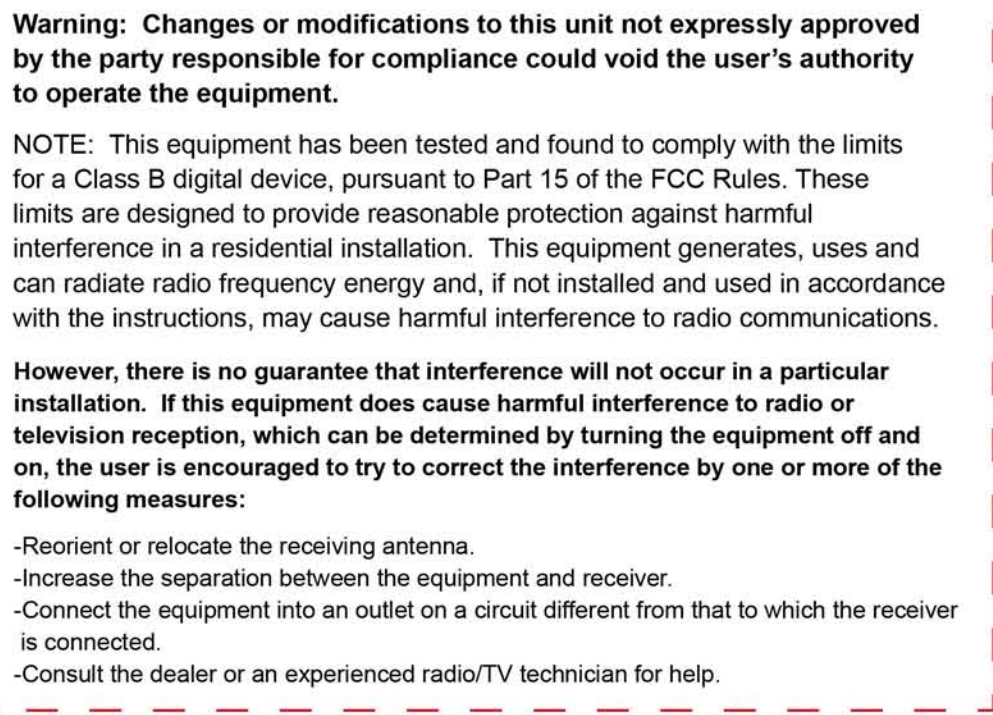 Warning:  Changes or modifications to this unit not expressly approved
by the party responsible for compliance could void the user's authority
to operate the equipment.
NOTE:  This equipment has been tested and found to comply with the limits
for a Class B digital device, pursuant to Part 15 of the FCC Rules. These
limits are designed to provide reasonable protection against harmful
interference in a residential installation.  This equipment generates, uses and
can radiate radio frequency energy and, if not installed and used in accordance
with the instructions, may cause harmful interference to radio communications.
However, there is no guarantee that interference will not occur in a particular
installation.  If this equipment does cause harmful interference to radio or
television reception, which can be determined by turning the equipment off and
on, the user is encouraged to try to correct the interference by one or more of the
following measures:
-Reorient or relocate the receiving antenna.
-Increase the separation between the equipment and receiver.
-Connect the equipment into an outlet on a circuit different from that to which the receiver
is connected.
-Consult the dealer or an experienced radio/TV technician for help.